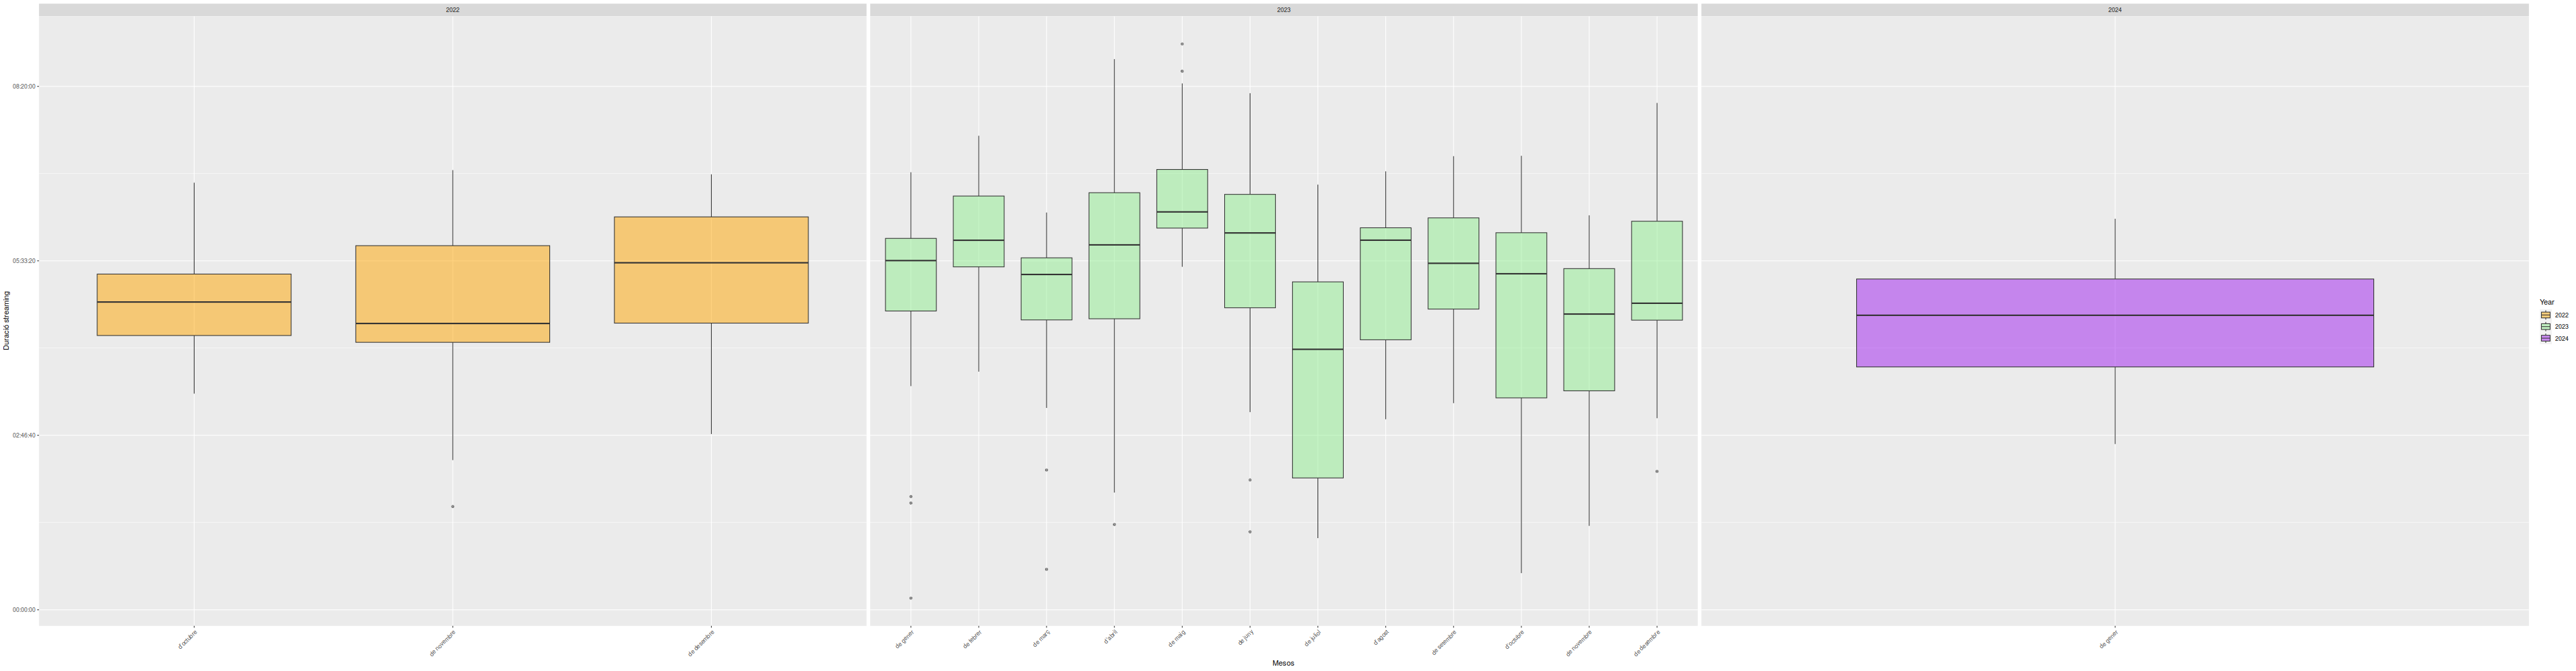 2022
2023
2024
08:20:00
05:33:20
02:46:40
00:00:00
Duració streaming
d'octubre
de novembre
de desembre
de gener
de febrer
de març
d'abril
de maig
de juny
de juliol
d'agost
de setembre
d'octubre
de novembre
de desembre
de gener
Mesos
Year
2022
2023
2024